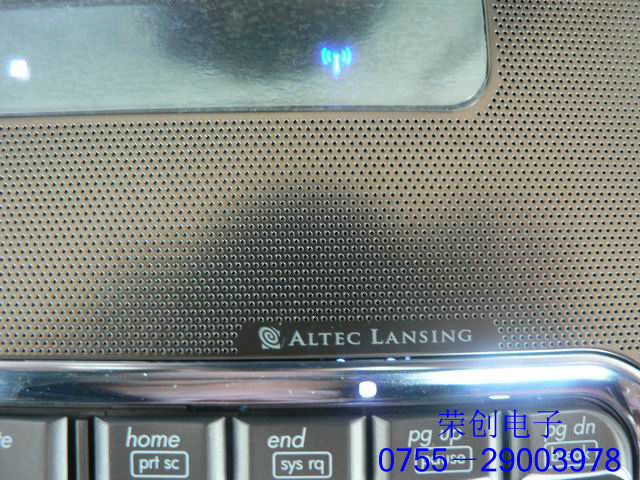 ALTEC LANSING
home end pg dn
prt sc sys rq
荣创电子
0755-29003978